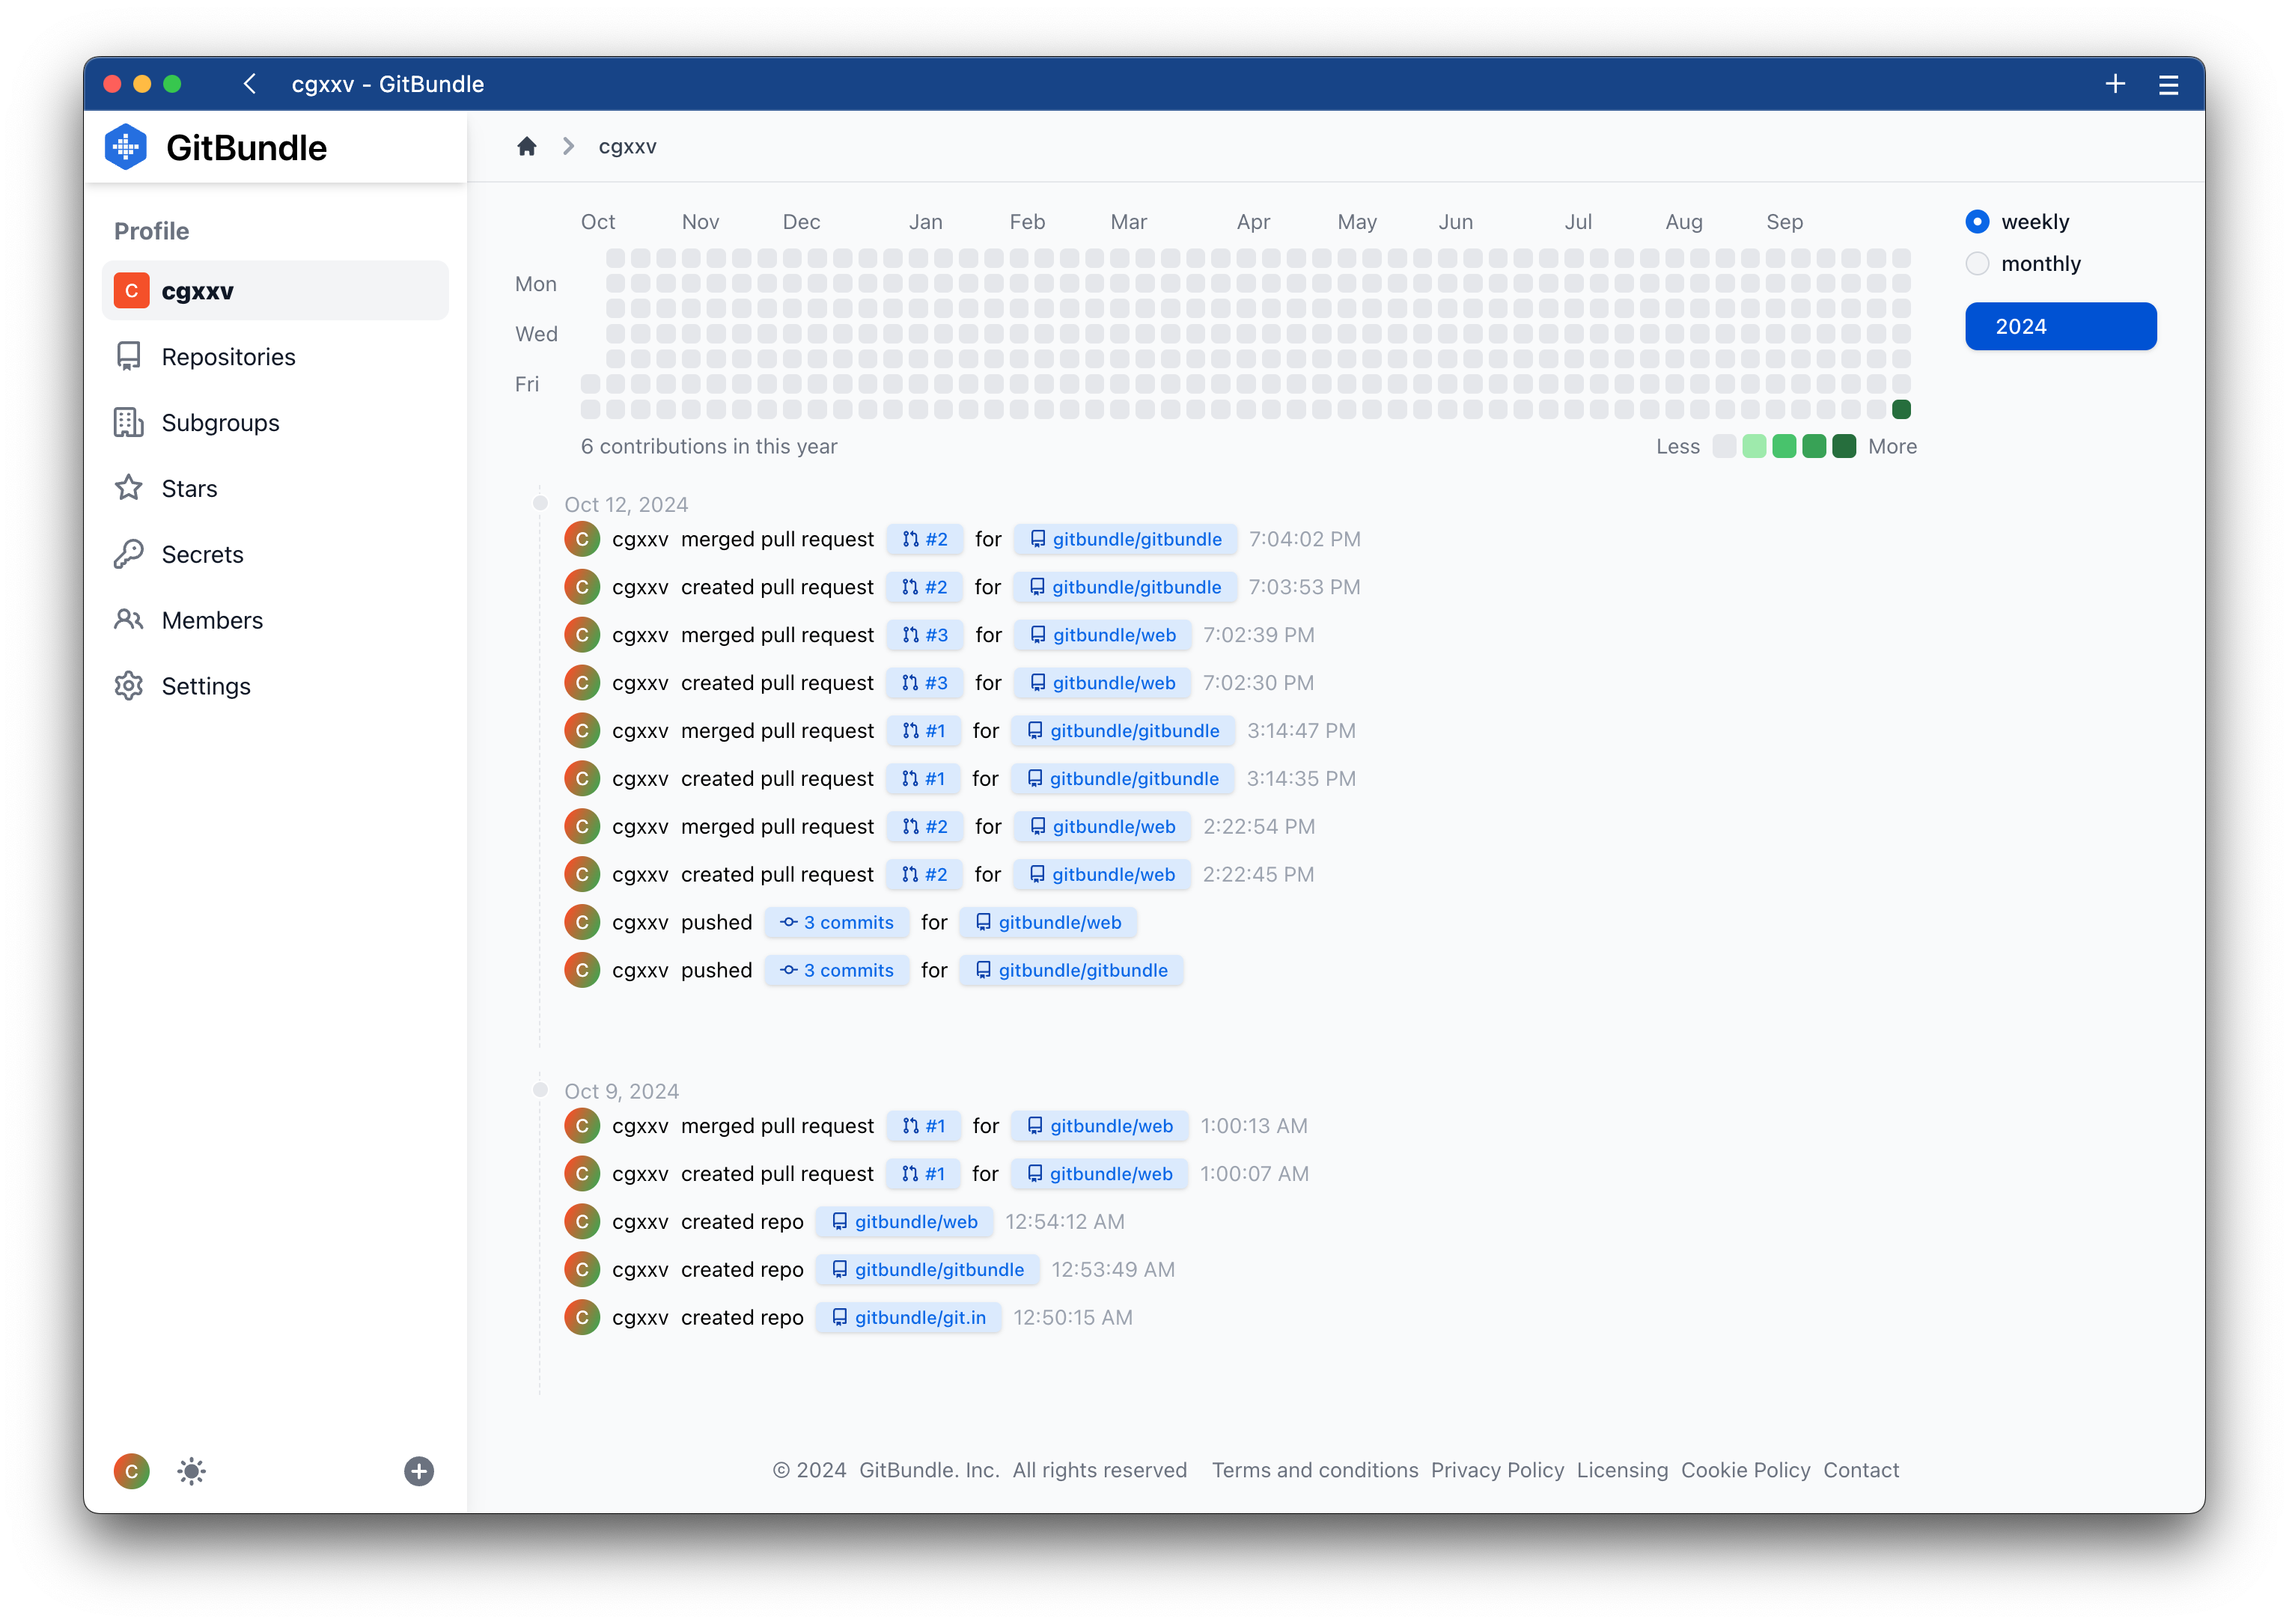 cgxxv - GitBundle
GitBundle
Profile
C cgxxv
Repositories
Subgroups
Stars
Secrets
Members
Settings
C
cgxxv
Oct Nov Dec Jan Feb Mar Apr May Jun Jul Aug Sep
Mon
Wed
Fri
6 contributions in this year
Less More
weekly
monthly
2024
Oct 12, 2024
C cgxxv merged pull request #2 for gitbundle/gitbundle 7:04:02 PM
C cgxxv created pull request #2 for gitbundle/gitbundle 7:03:53 PM
C cgxxv merged pull request #3 for gitbundle/web 7:02:39 PM
C cgxxv created pull request #3 for gitbundle/web 7:02:30 PM
C cgxxv merged pull request #1 for gitbundle/gitbundle 3:14:47 PM
C cgxxv created pull request #1 for gitbundle/gitbundle 3:14:35 PM
C cgxxv merged pull request #2 for gitbundle/web 2:22:54 PM
C cgxxv created pull request #2 for gitbundle/web 2:22:45 PM
C cgxxv pushed 3 commits for gitbundle/web
C cgxxv pushed 3 commits for gitbundle/gitbundle
Oct 9, 2024
C cgxxv merged pull request #1 for gitbundle/web 1:00:13 AM
C cgxxv created pull request #1 for gitbundle/web 1:00:07 AM
C cgxxv created repo gitbundle/web 12:54:12 AM
C cgxxv created repo gitbundle/gitbundle 12:53:49 AM
C cgxxv created repo gitbundle/git.in 12:50:15 AM
© 2024 GitBundle. Inc. All rights reserved Terms and conditions Privacy Policy Licensing Cookie Policy Contact